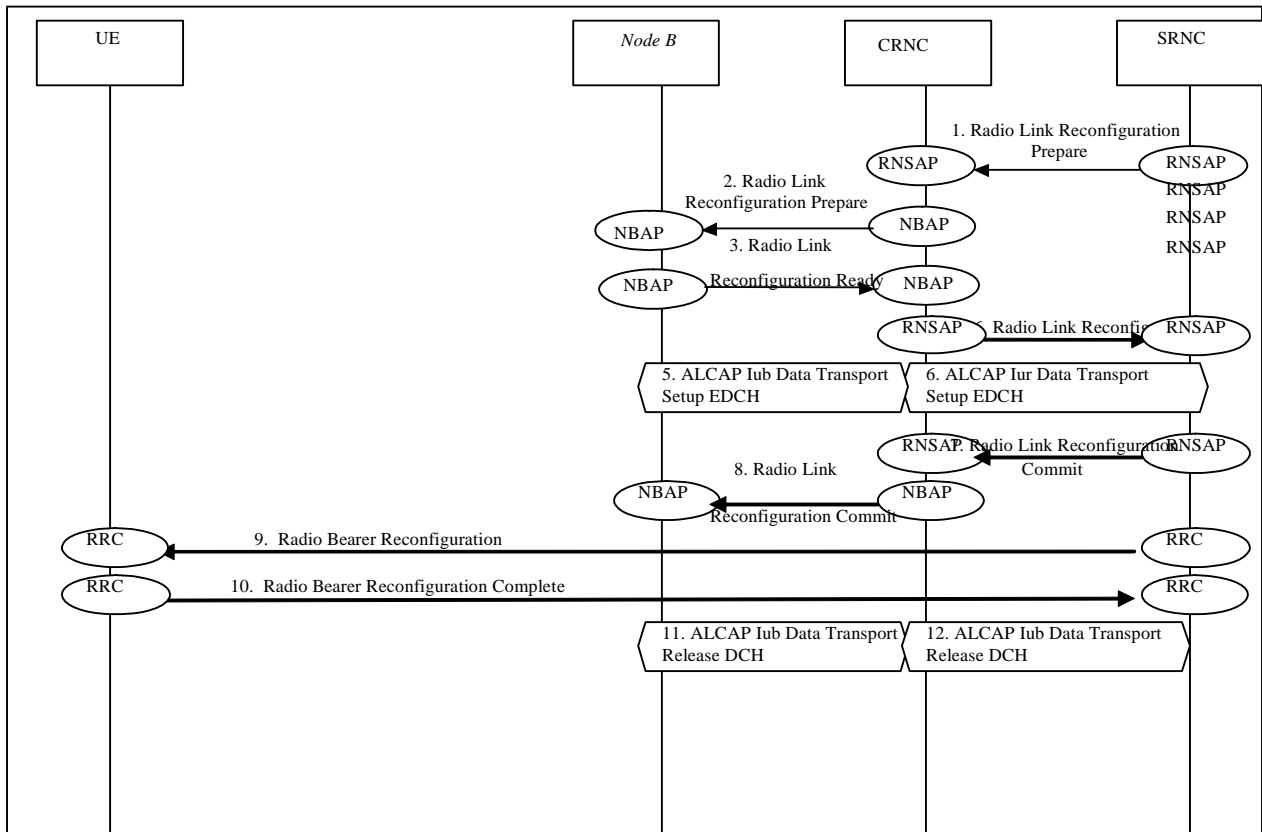 UE
Node B
CRNC
SRNC
1. Radio Link Reconfiguration
Prepare
RNSAP
RNSAP
RNSAP
2. Radio Link
Reconfiguration Prepare
RNSAP
NBAP
NBAP
RNSAP
3. Radio Link
NBAP
Reconfiguration Ready
NBAP
RNSAP
Radio Link Reconfig
RNSAP
5. ALCAP Iub Data Transport
Setup EDCH
6. ALCAP Iur Data Transport
Setup EDCH
RNSAP
7. Radio Link Reconfiguration
RNSAP
Commit
8. Radio Link
NBAP
NBAP
Reconfiguration Commit
RRC
9. Radio Bearer Reconfiguration
RRC
RRC
10. Radio Bearer Reconfiguration Complete
RRC
11. ALCAP Iub Data Transport
Release DCH
12. ALCAP Iub Data Transport
Release DCH